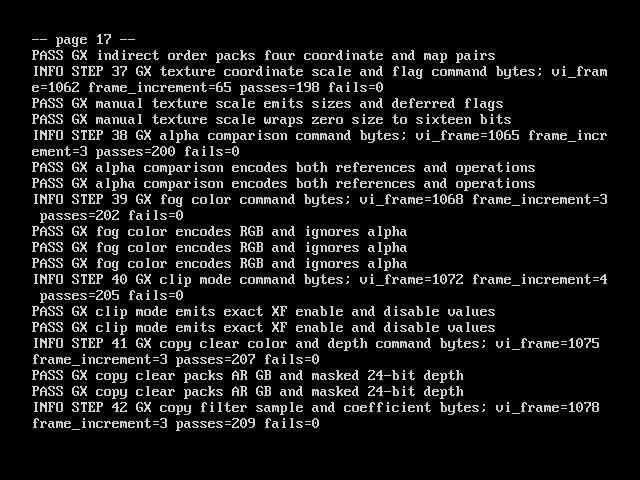 -- page 17 --
PASS GX indirect order packs four coordinate and map pairs
INFO STEP 37 GX texture coordinate scale and flag command bytes; vi_fram
e=1062 frame_increment=65 passes=198 fails=0
PASS GX manual texture scale emits sizes and deferred flags
PASS GX manual texture scale wraps zero size to sixteen bits
INFO STEP 38 GX alpha comparison command bytes; vi_frame=1065 frame_incr
ement=3 passes=200 fails=0
PASS GX alpha comparison encodes both references and operations
PASS GX alpha comparison encodes both references and operations
INFO STEP 39 GX fog color command bytes; vi_frame=1068 frame_increment=3
 passes=202 fails=0
PASS GX fog color encodes RGB and ignores alpha
PASS GX fog color encodes RGB and ignores alpha
PASS GX fog color encodes RGB and ignores alpha
INFO STEP 40 GX clip mode command bytes; vi_frame=1072 frame_increment=4
 passes=205 fails=0
PASS GX clip mode emits exact XF enable and disable values
PASS GX clip mode emits exact XF enable and disable values
INFO STEP 41 GX copy clear color and depth command bytes; vi_frame=1075
frame_increment=3 passes=207 fails=0
PASS GX copy clear packs AR GB and masked 24-bit depth
PASS GX copy clear packs AR GB and masked 24-bit depth
INFO STEP 42 GX copy filter sample and coefficient bytes; vi_frame=1078
frame_increment=3 passes=209 fails=0